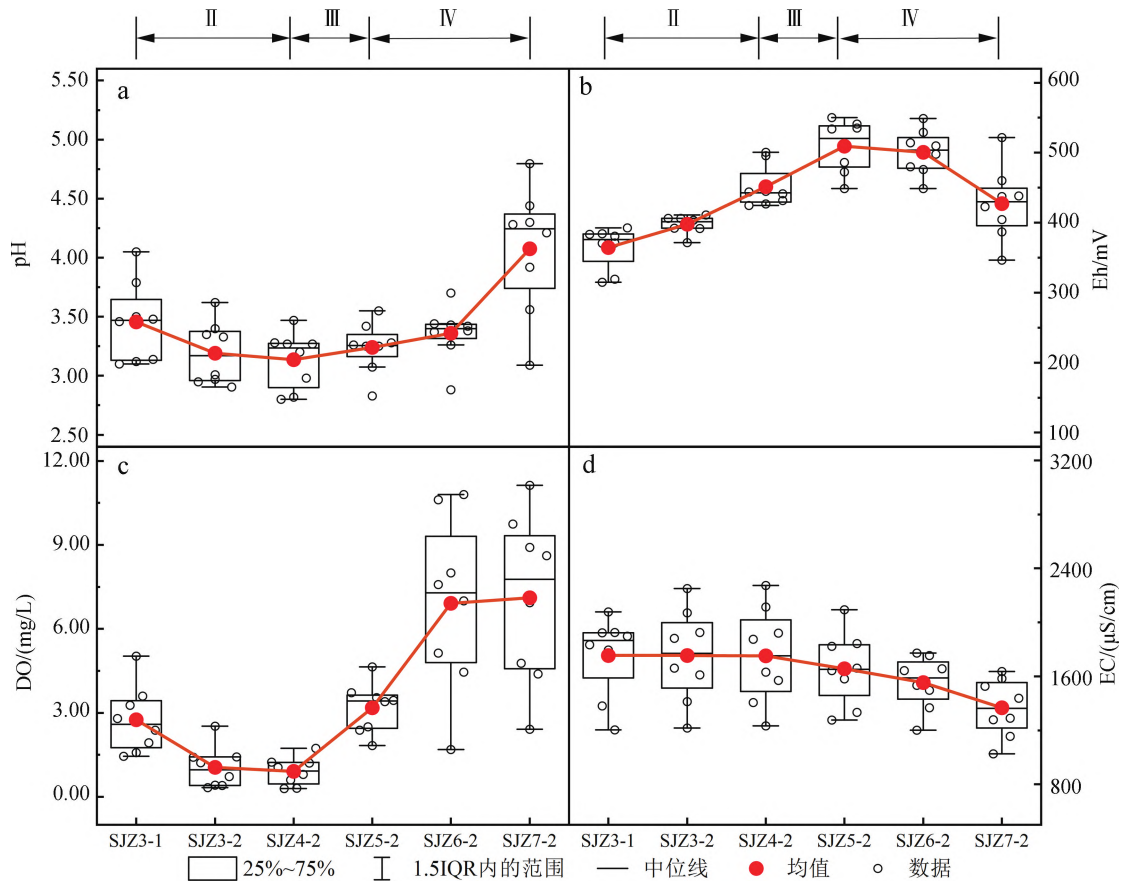 Ⅱ Ⅲ Ⅳ Ⅱ Ⅲ Ⅳ
a
pH
5.50
5.00
4.50
4.00
3.50
3.00
2.50
b
600
500
400
300
200
100
Eh/mV
c
DO/(mg/L)
12.00
9.00
6.00
3.00
0.00
d
3200
2400
1600
800
EC/(μS/cm)
SJZ3-1 SJZ3-2 SJZ4-2 SJZ5-2 SJZ6-2 SJZ7-2 SJZ3-1 SJZ3-2 SJZ4-2 SJZ5-2 SJZ6-2 SJZ7-2
25%~75% 1.5IQR内的范围 中位线 均值 数据